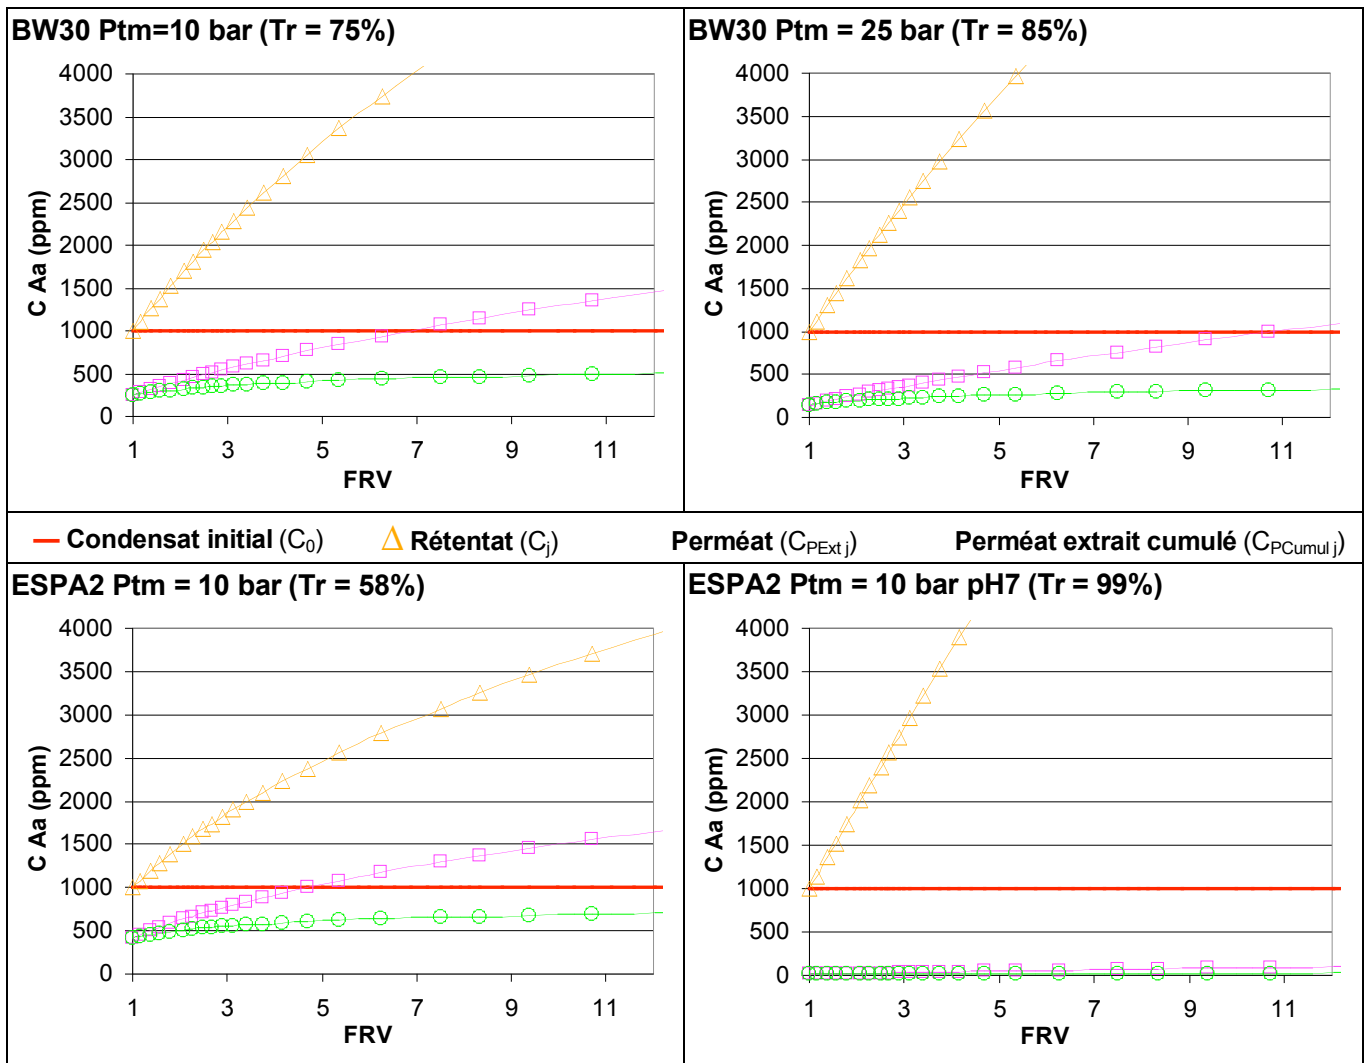 BW30 Ptm=10 bar (Tr = 75%)
4000
3500
3000
2500
2000
1500
1000
500
0
C Aa (ppm)
1 3 5 7 9 11
FRV
BW30 Ptm = 25 bar (Tr = 85%)
4000
3500
3000
2500
2000
1500
1000
500
0
C Aa (ppm)
1 3 5 7 9 11
FRV
Condensat initial (C0) Rétentat (Cj) Perméat (CPExt j) Perméat extrait cumulé (CPCumul j)
ESPA2 Ptm = 10 bar (Tr = 58%)
4000
3500
3000
2500
2000
1500
1000
500
0
C Aa (ppm)
1 3 5 7 9 11
FRV
ESPA2 Ptm = 10 bar pH7 (Tr = 99%)
4000
3500
3000
2500
2000
1500
1000
500
0
C Aa (ppm)
1 3 5 7 9 11
FRV